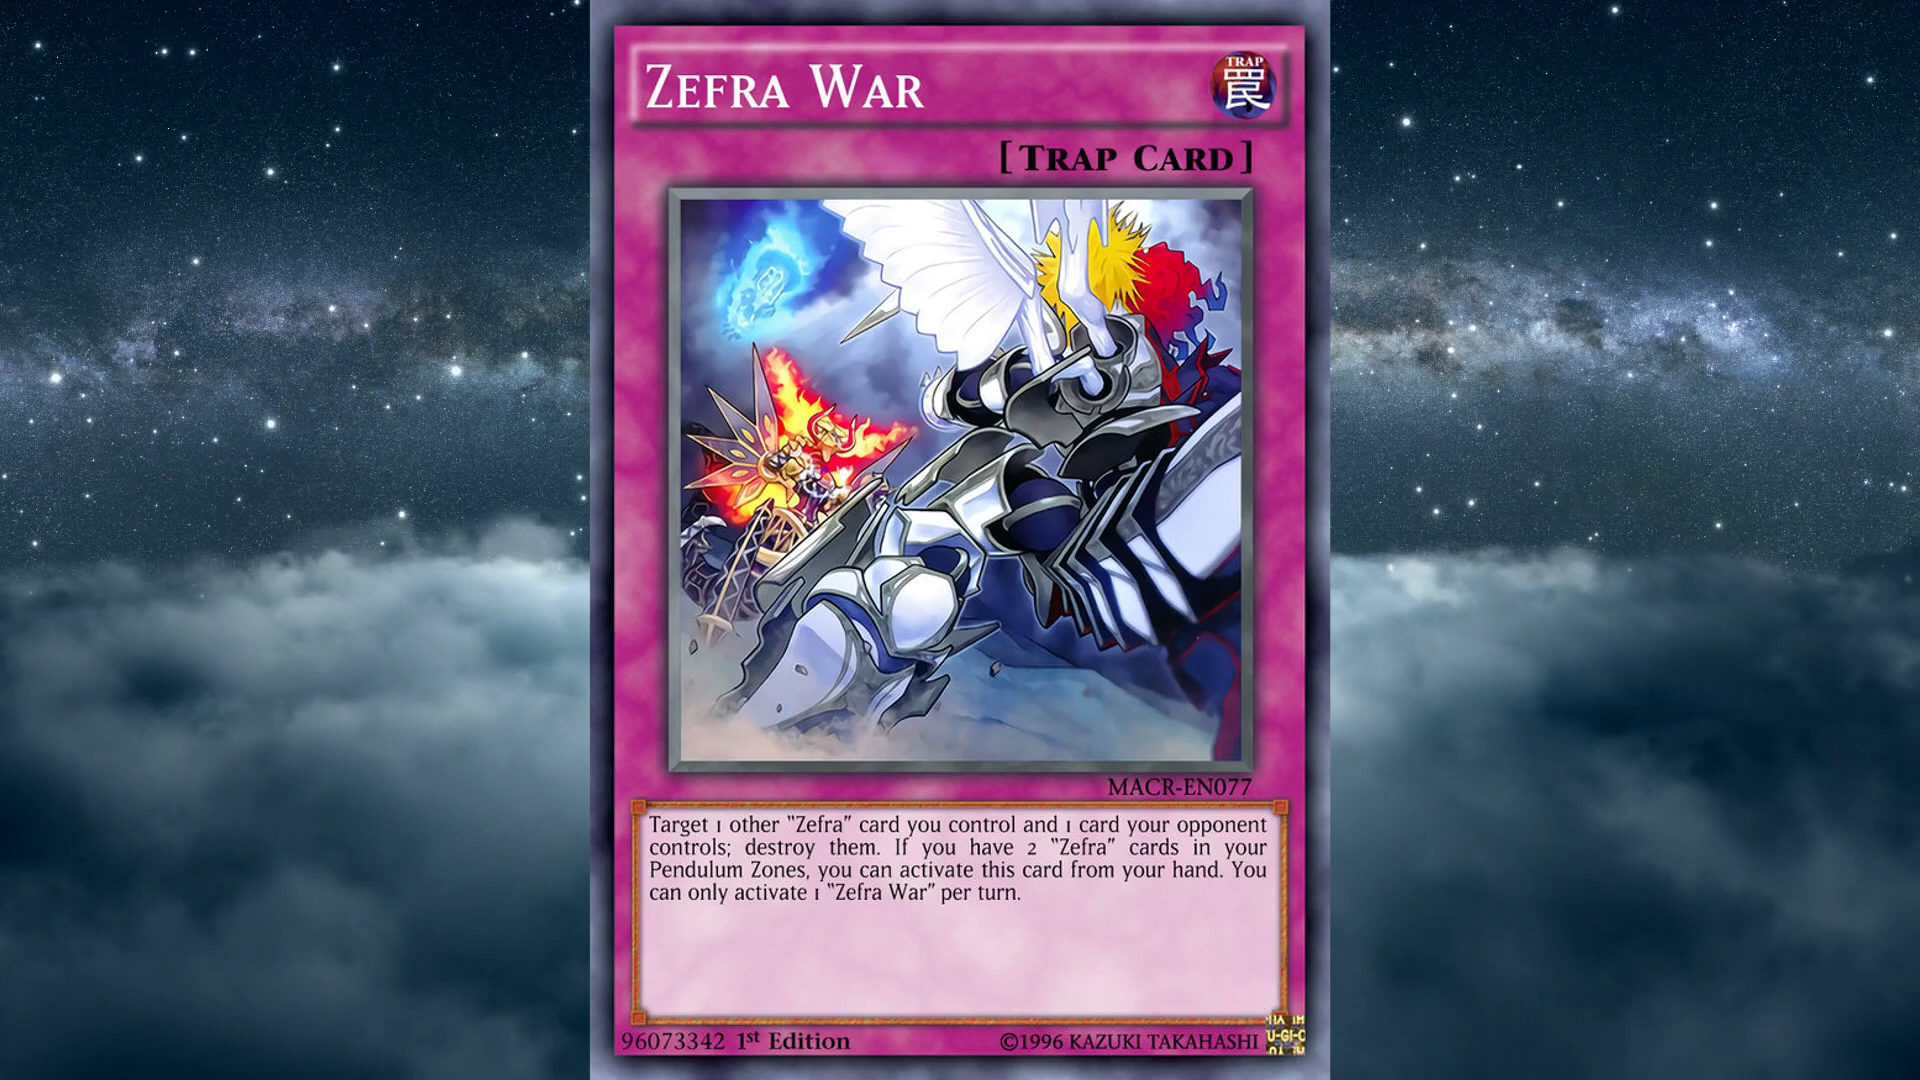 Zefra War
TRAP
罠
[Trap Card]
MACR-EN077
Target 1 other "Zefra" card you control and 1 card your opponent
controls; destroy them. If you have 2 "Zefra" cards in your
Pendulum Zones, you can activate this card from your hand. You
can only activate 1 "Zefra War" per turn.
96073342 1st Edition
©1996 KAZUKI TAKAHASHI